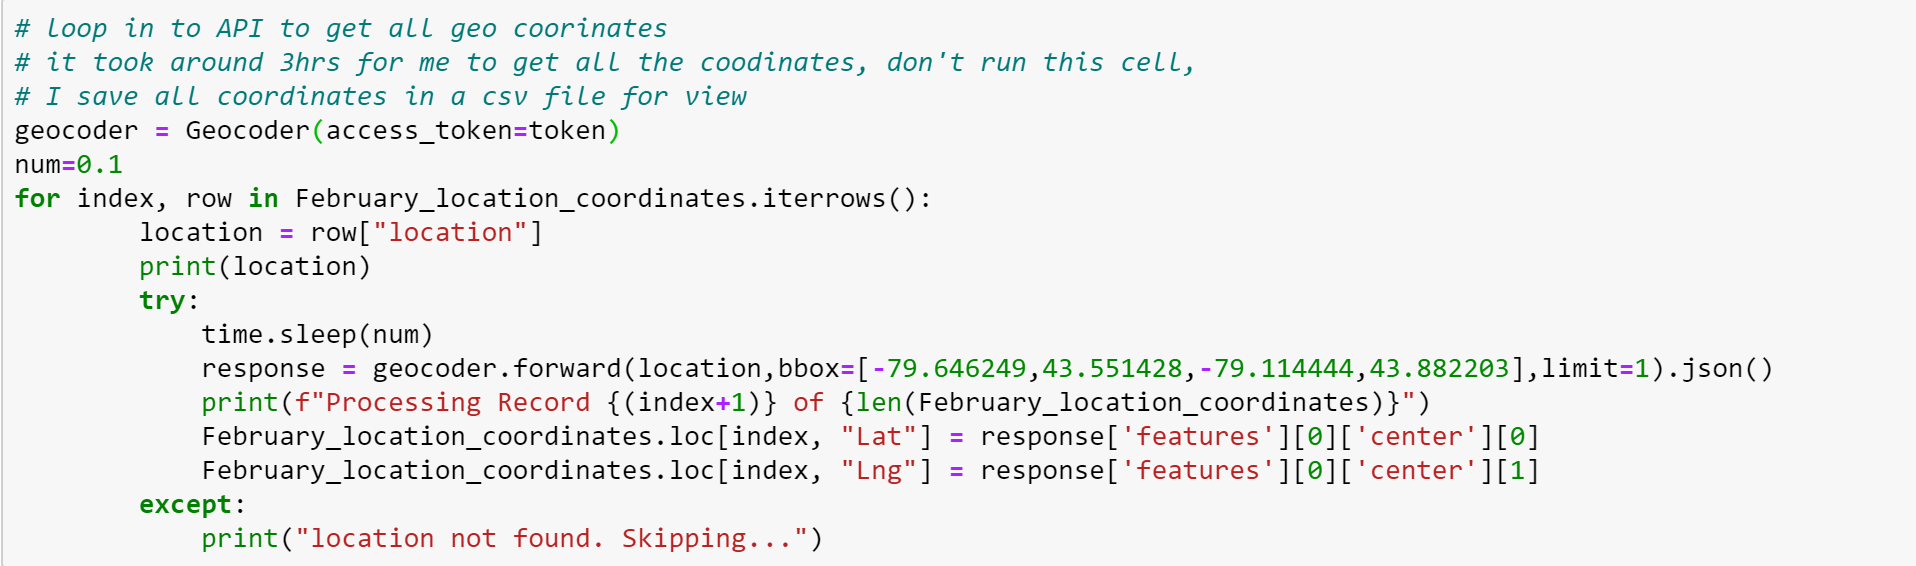 # loop in to API to get all geo coorinates
# it took around 3hrs for me to get all the coodinates, don't run this cell,
# I save all coordinates in a csv file for view
geocoder = Geocoder(access_token=token)
num=0.1
for index, row in February_location_coordinates.iterrows():
        location = row["location"]
        print(location)
        try:
            time.sleep(num)
            response = geocoder.forward(location,bbox=[-79.646249,43.551428,-79.114444,43.882203],limit=1).json()
            print(f"Processing Record {(index+1)} of {len(February_location_coordinates)}")
            February_location_coordinates.loc[index, "Lat"] = response['features'][0]['center'][0]
            February_location_coordinates.loc[index, "Lng"] = response['features'][0]['center'][1]
        except:
            print("location not found. Skipping...")